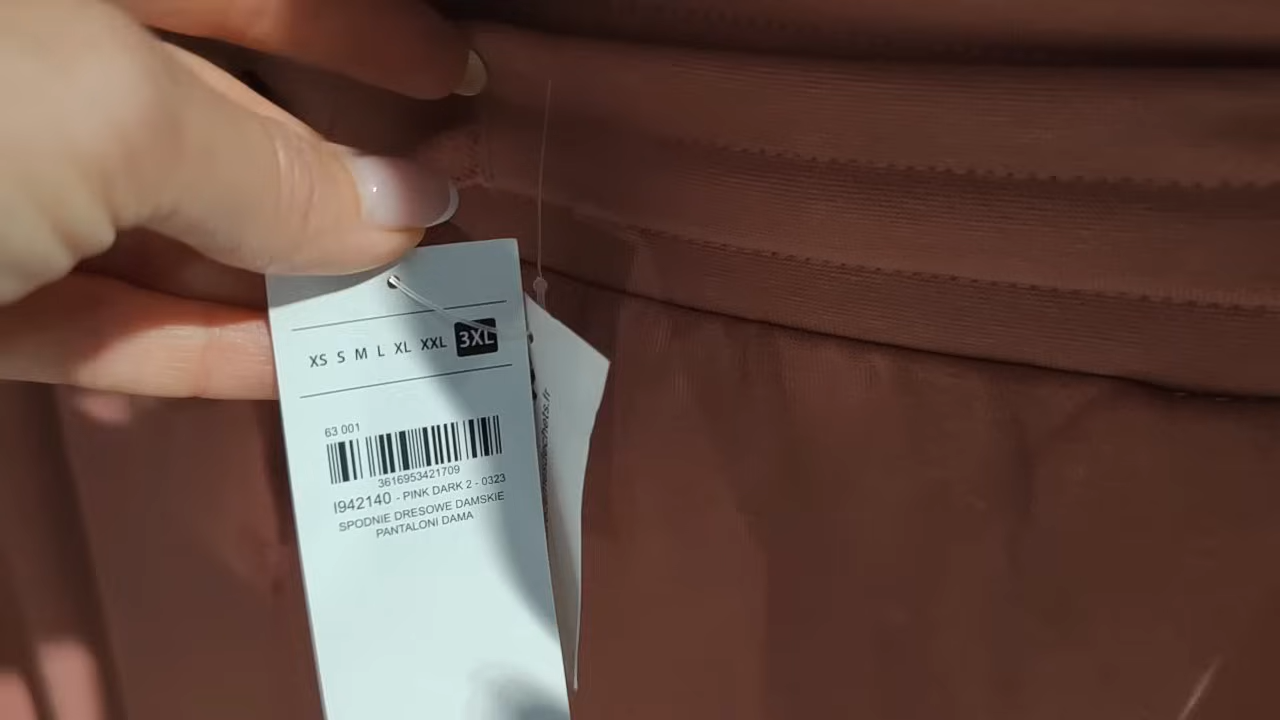 XS S M L XL XXL 3XL
63 001
3616953421709
I942140 - PINK DARK 2 - 0323
SPODNIE DRESOWE DAMSKIE
PANTALONI DAMA